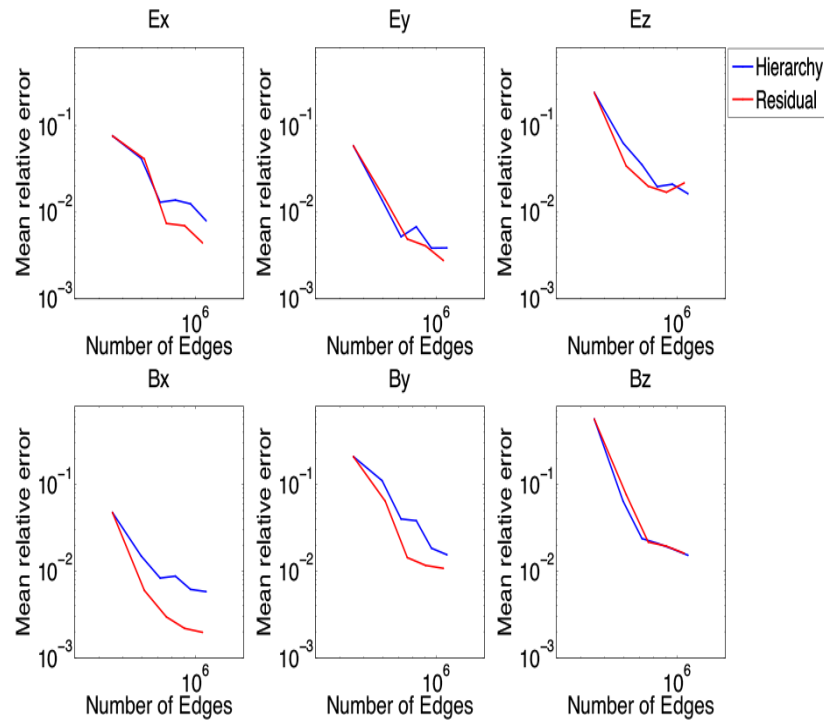 Ex
Ey
Ez
Hierarchy
Residual
Mean relative error
10^−1
10^−2
10^−3
10^6
Number of Edges
Mean relative error
10^−1
10^−2
10^−3
10^6
Number of Edges
Mean relative error
10^−1
10^−2
10^−3
10^6
Number of Edges
Bx
By
Bz
Mean relative error
10^−1
10^−2
10^−3
10^6
Number of Edges
Mean relative error
10^−1
10^−2
10^−3
10^6
Number of Edges
Mean relative error
10^−1
10^−2
10^−3
10^6
Number of Edges